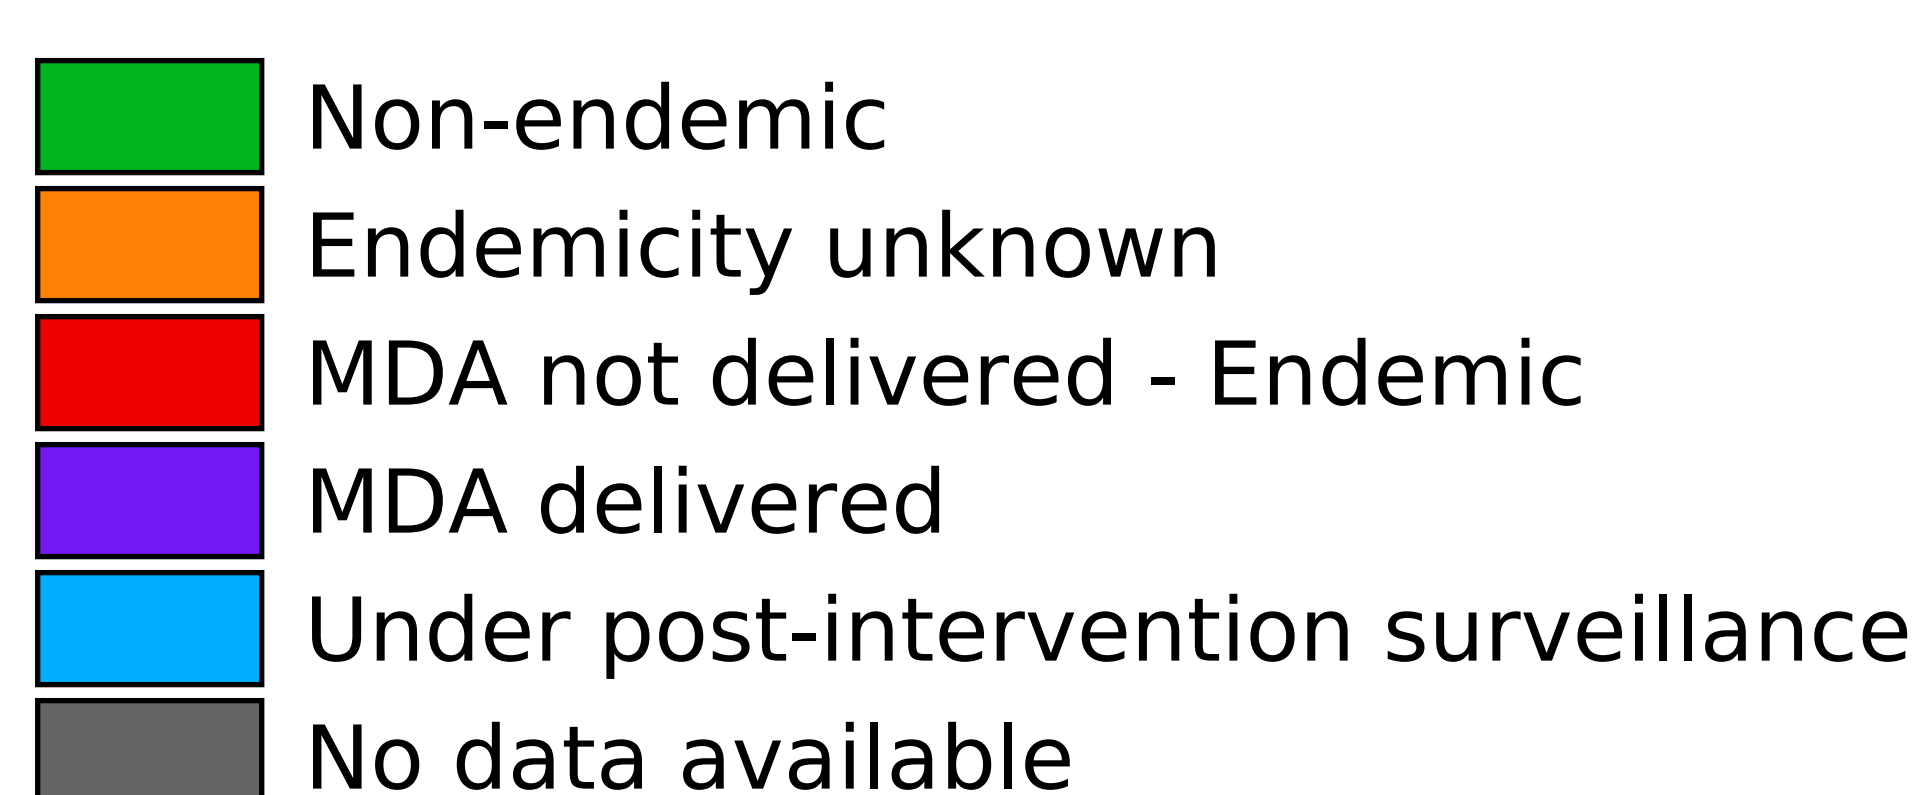 Non-endemic
Endemicity unknown
MDA not delivered - Endemic
MDA delivered
Under post-intervention surveillance
No data available